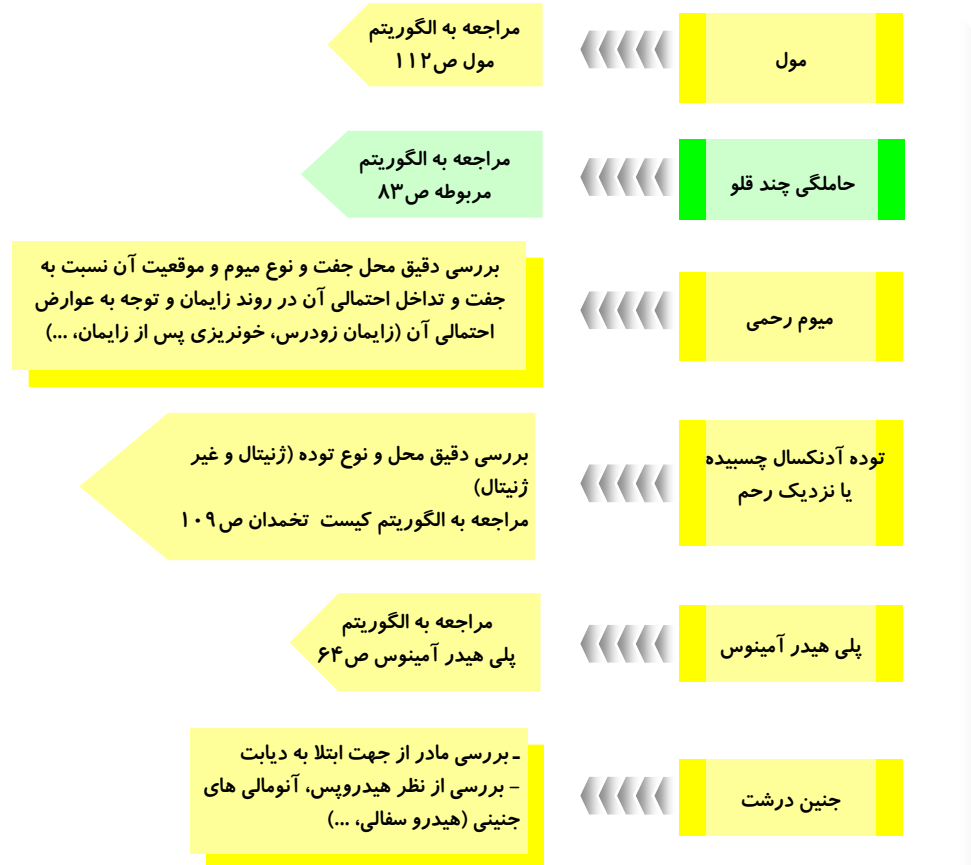 مول
مراجعه به الگوریتم
مول ص۱۱۲
حاملگی چند قلو
مراجعه به الگوریتم
مربوطه ص۸۳
میوم رحمی
بررسی دقیق محل جفت و نوع میوم و موقعیت آن نسبت به
جفت و تداخل احتمالی آن در روند زایمان و توجه به عوارض
احتمالی آن (زایمان زودرس، خونریزی پس از زایمان، ...)
توده آدنکسال چسبیده
یا نزدیک رحم
بررسی دقیق محل و نوع توده (ژنیتال و غیر
ژنیتال)
مراجعه به الگوریتم کیست تخمدان ص۱۰۹
پلی هیدر آمینوس
مراجعه به الگوریتم
پلی هیدر آمینوس ص۶۴
جنین درشت
ـ بررسی مادر از جهت ابتلا به دیابت
– بررسی از نظر هیدروپس، آنومالی های
جنینی (هیدرو سفالی، ...)